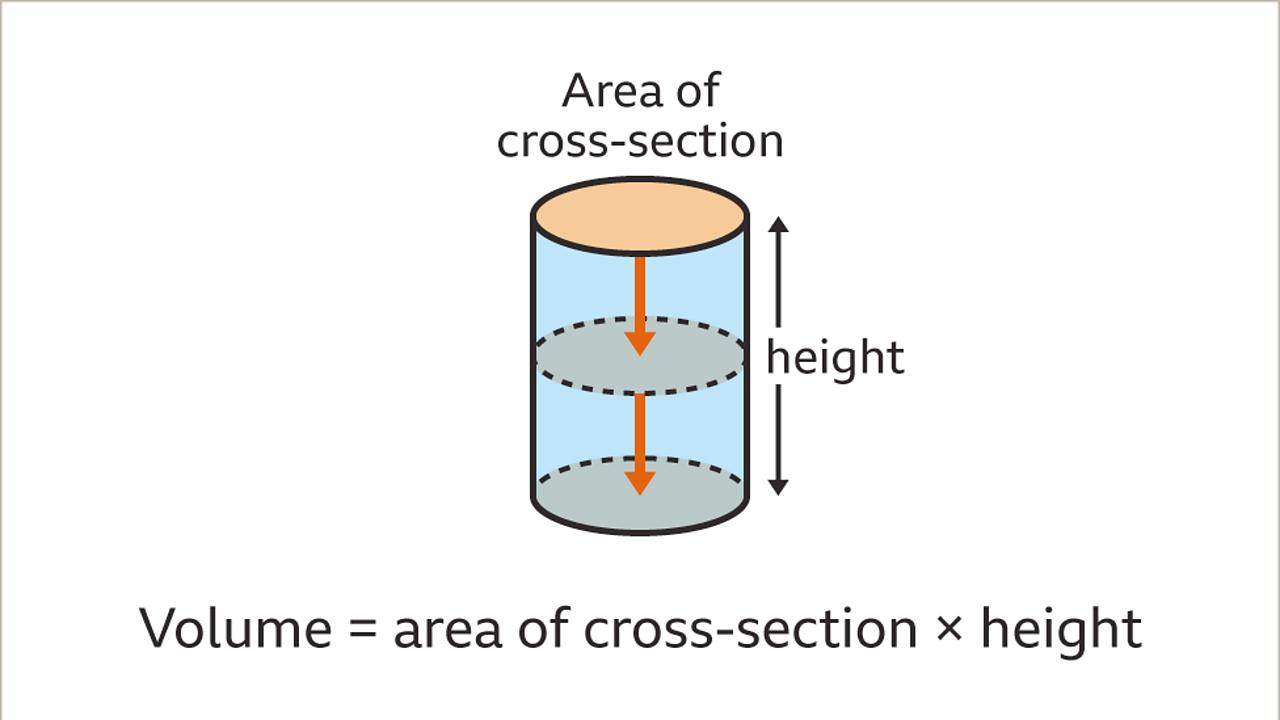 Area of
cross-section
height
Volume = area of cross-section × height